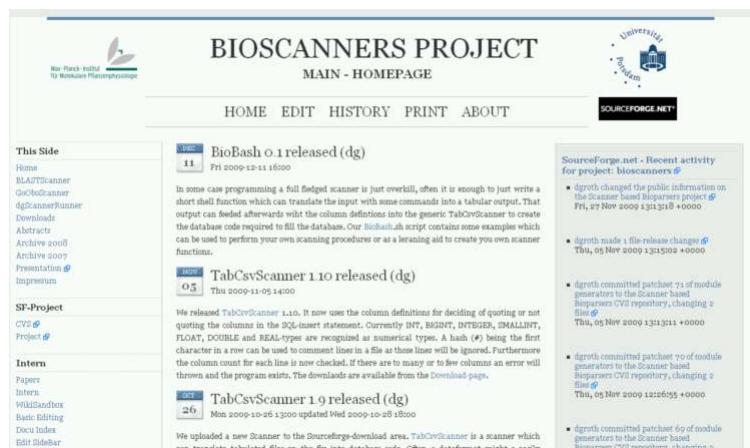 Max-Planck-Institut
für Molekulare Pflanzenphysiologie
BIOSCANNERS PROJECT
MAIN - HOMEPAGE
Universität
Potsdam
HOME EDIT HISTORY PRINT ABOUT
SOURCEFORGE.NET
This Side
Home
BLASTScanner
GoOboScanner
dgScannerRunner
Downloads
Abstracts
Archive 2008
Archive 2007
Presentation
Impressum
SF-Project
CVS
Project
Intern
Papers
Intern
WikiSandbox
Basic Editing
Docu Index
Edit SideBar
DEC
11
BioBash 0.1 released (dg)
Fri 2009-12-11 16:00
In some case programming a full fledged scanner is just overkill, often it is enough to just write a
short shell function which can translate the input with some commands into a tabular output. That
output can feeded afterwards wiht the column defintions into the generic TabCsvScanner to create
the database code required to fill the database. Our BioBash.sh script contains some examples which
can be used to perform your own scanning procedures or as a leraning aid to create you own scanner
functions.
NOV
05
TabCsvScanner 1.10 released (dg)
Thu 2009-11-05 14:00
We released TabCsvScanner 1.10. It now uses the column definitions for deciding of quoting or not
quoting the columns in the SQL-insert statement. Currently INT, BIGINT, INTEGER, SMALLINT,
FLOAT, DOUBLE and REAL-types are recognized as numerical types. A hash (#) being the first
character in a row can be used to comment lines in a file as those lines will be ignored. Furthermore
the column count for each line is now checked. If there are to many or to few columns an error will
thrown and the program exists. The downlaods are available from the Download-page.
OCT
26
TabCsvScanner 1.9 released (dg)
Mon 2009-10-26 13:000 updated Wed 2009-10-28 18:00
We uploaded a new Scanner to the Sourceforge-download area. TabCsvScanner is a scanner which
SourceForge.net - Recent activity
for project: bioscanners
dgroth changed the public information on
the Scanner based Bioparsers project
Fri, 27 Nov 2009 13:13:18 +0000
dgroth made 1 file-release changes
Thu, 05 Nov 2009 13:15:02 +0000
dgroth committed patchset 71 of module
generators to the Scanner based
Bioparsers CVS repository, changing 2
files
Thu, 05 Nov 2009 13:13:11 +0000
dgroth committed patchset 70 of module
generators to the Scanner based
Bioparsers CVS repository, changing 2
files
Thu, 05 Nov 2009 12:26:55 +0000
dgroth committed patchset 69 of module
generators to the Scanner based